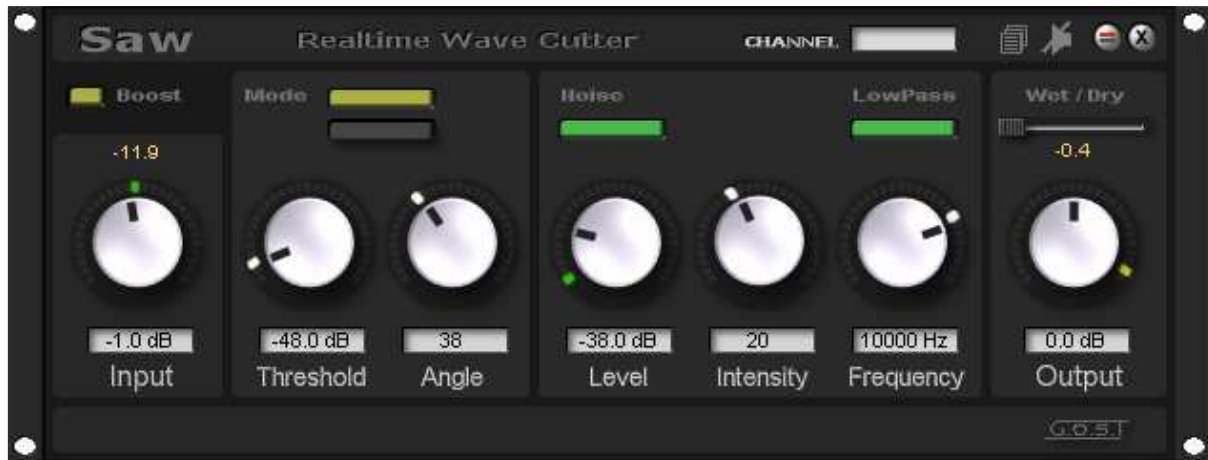 Saw Realtime Wave Cutter CHANNEL
Boost Mode Noise LowPass Wet / Dry
-11.9 -0.4
-1.0 dB -48.0 dB 38 -38.0 dB 20 10000 Hz 0.0 dB
Input Threshold Angle Level Intensity Frequency Output
G.O.S.T